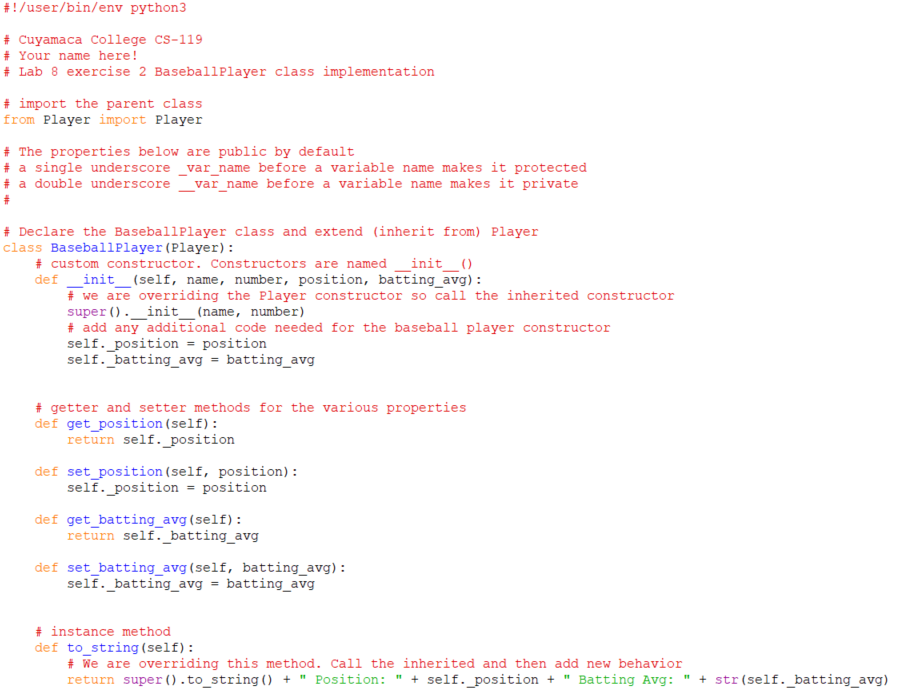 #!/user/bin/env python3
# Cuyamaca College CS-119
# Your name here!
# Lab 8 exercise 2 BaseballPlayer class implementation
# import the parent class
from Player import Player
# The properties below are public by default
# a single underscore _var_name before a variable name makes it protected
# a double underscore __var_name before a variable name makes it private
#
# Declare the BaseballPlayer class and extend (inherit from) Player
class BaseballPlayer(Player):
    # custom constructor. Constructors are named __init__()
    def __init__(self, name, number, position, batting_avg):
        # we are overriding the Player constructor so call the inherited constructor
        super().__init__(name, number)
        # add any additional code needed for the baseball player constructor
        self._position = position
        self._batting_avg = batting_avg
    # getter and setter methods for the various properties
    def get_position(self):
        return self._position
    def set_position(self, position):
        self._position = position
    def get_batting_avg(self):
        return self._batting_avg
    def set_batting_avg(self, batting_avg):
        self._batting_avg = batting_avg
    # instance method
    def to_string(self):
        # We are overriding this method. Call the inherited and then add new behavior
        return super().to_string() + " Position: " + self._position + " Batting Avg: " + str(self._batting_avg)